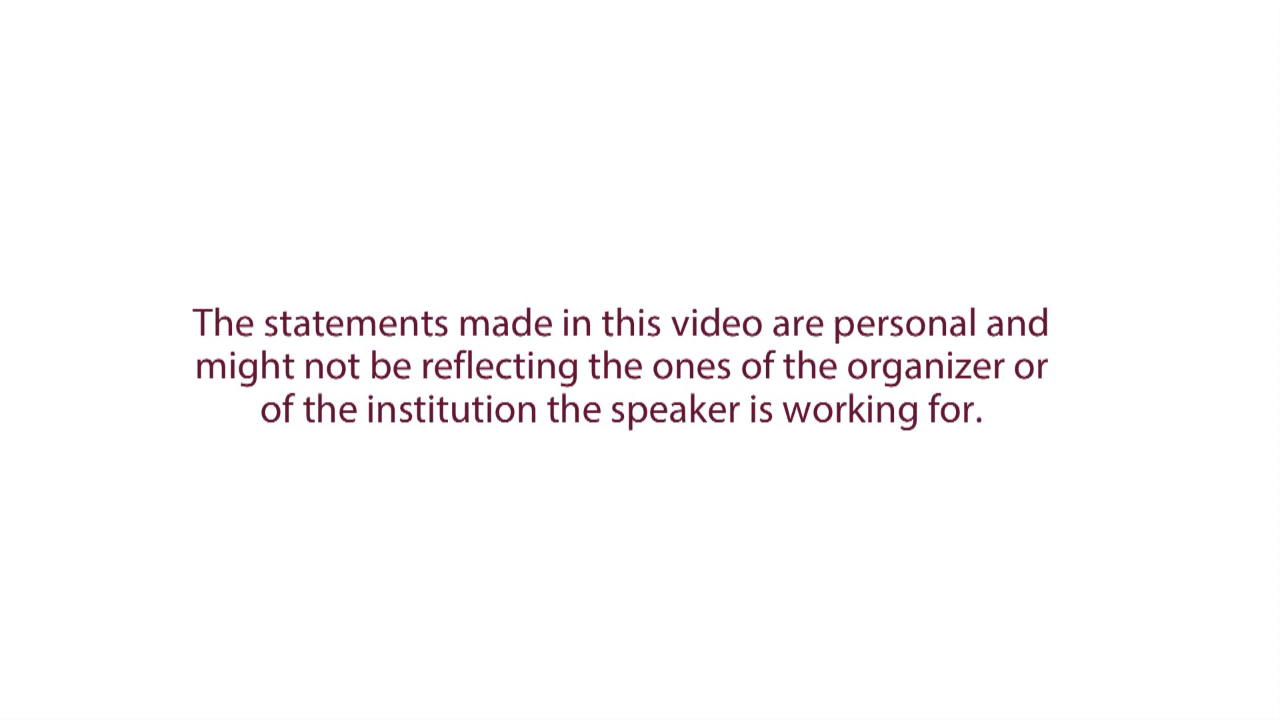 The statements made in this video are personal and
might not be reflecting the ones of the organizer or
of the institution the speaker is working for.